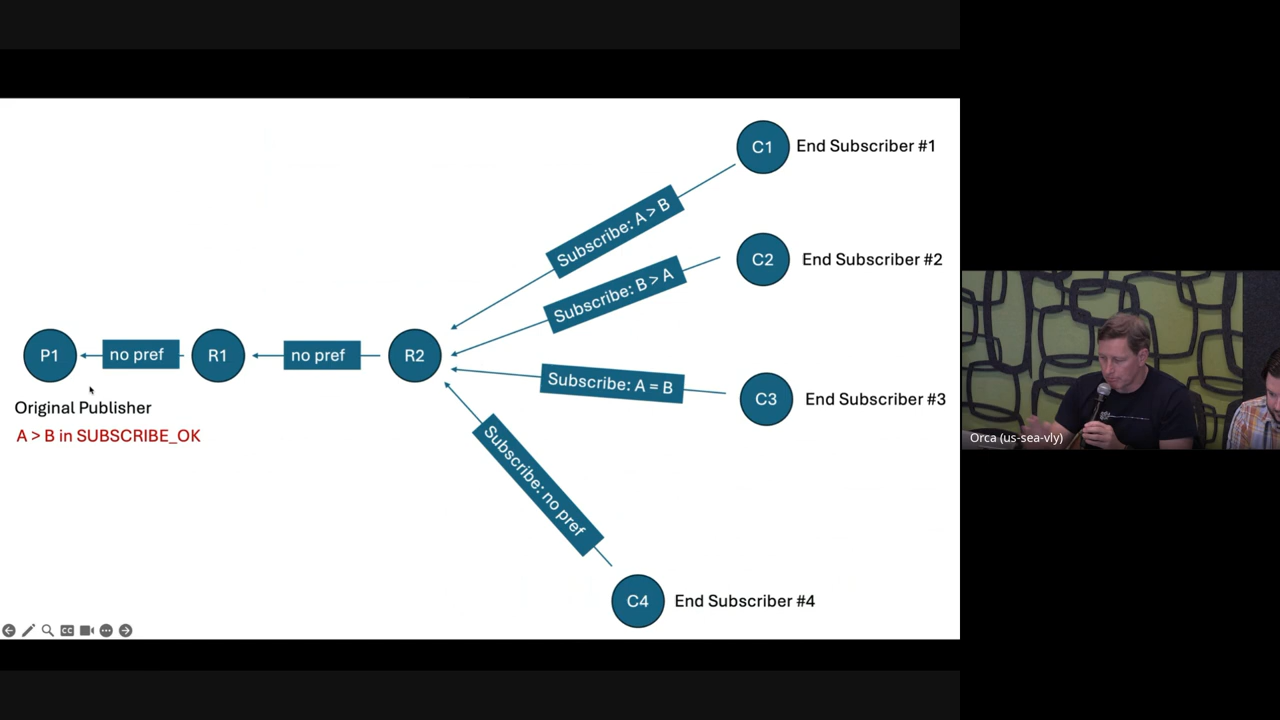 C1
End Subscriber #1
Subscribe: A > B
C2
End Subscriber #2
Subscribe: B > A
P1
no pref
R1
no pref
R2
Subscribe: A = B
C3
End Subscriber #3
Original Publisher
A > B in SUBSCRIBE_OK
Subscribe: no pref
C4
End Subscriber #4
CC
Orca (us-sea-vly)